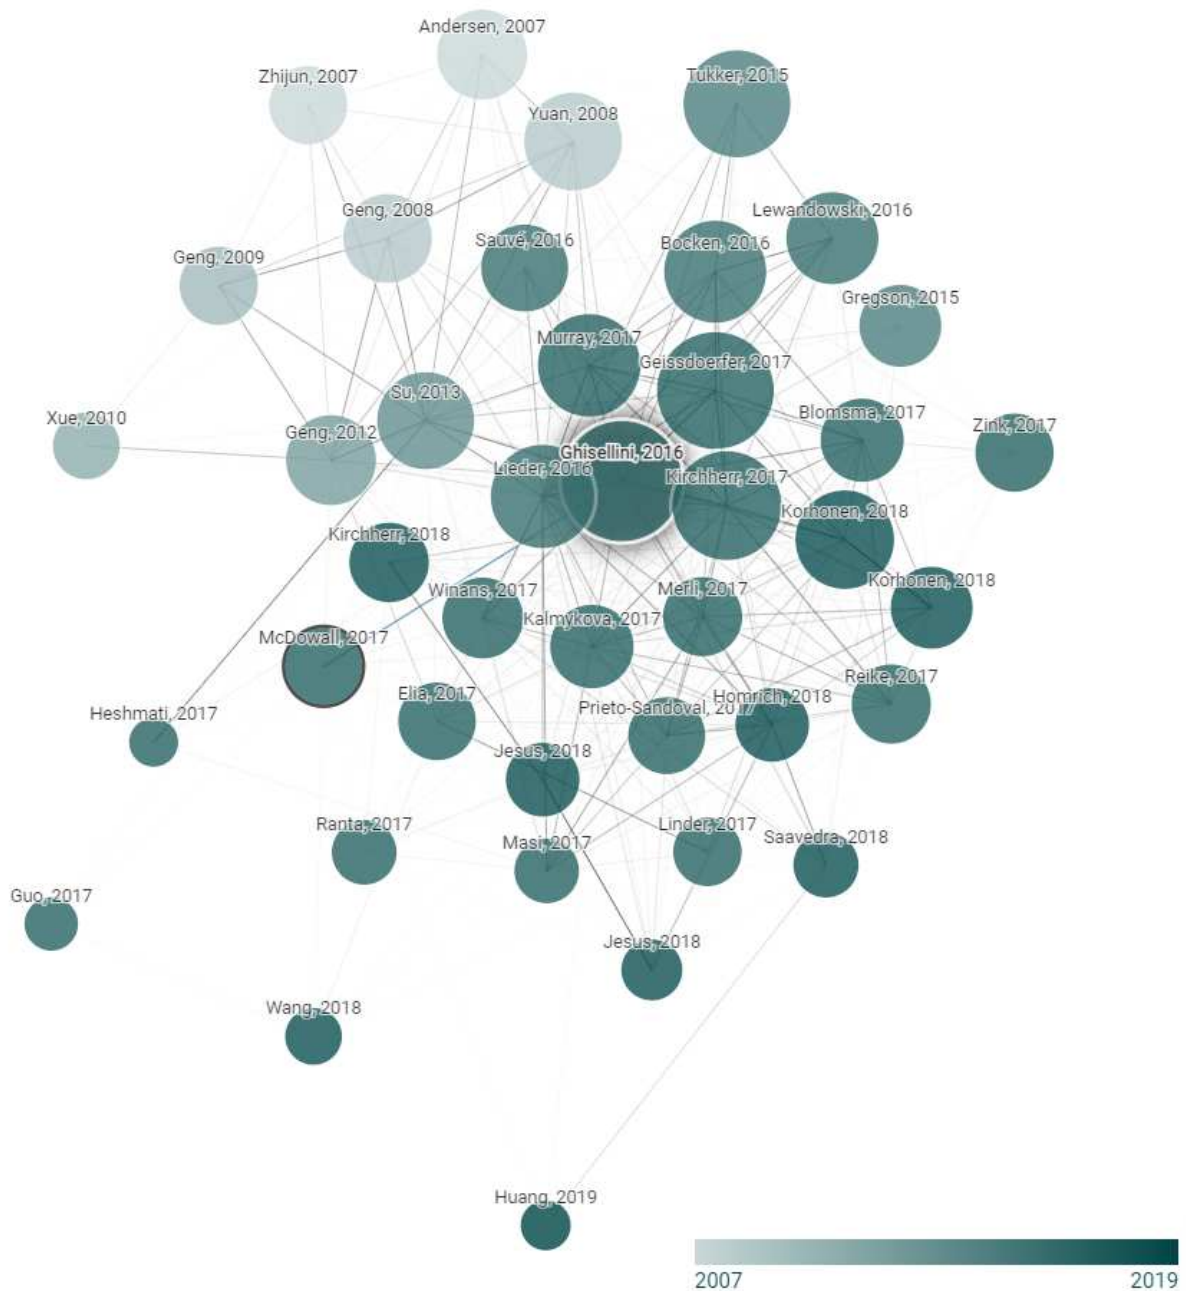 Andersen, 2007
Zhijun, 2007
Tukker, 2015
Yuan, 2008
Geng, 2008
Lewandowski, 2016
Sauvé, 2016
Bocken, 2016
Geng, 2009
Gregson, 2015
Murray, 2017
Geissdoerfer, 2017
Su, 2013
Blomsma, 2017
Xue, 2010
Zink, 2017
Geng, 2012
Ghisellini, 2016
Lieder, 2016
Kirchherr, 2017
Korhonen, 2018
Kirchherr, 2018
Korhonen, 2018
Winans, 2017
Merli, 2017
Kalmykova, 2017
McDowall, 2017
Reike, 2017
Elia, 2017
Homrich, 2018
Prieto-Sandoval, 2017
Heshmati, 2017
Jesus, 2018
Ranta, 2017
Linder, 2017
Saavedra, 2018
Masi, 2017
Guo, 2017
Jesus, 2018
Wang, 2018
Huang, 2019
2007 2019